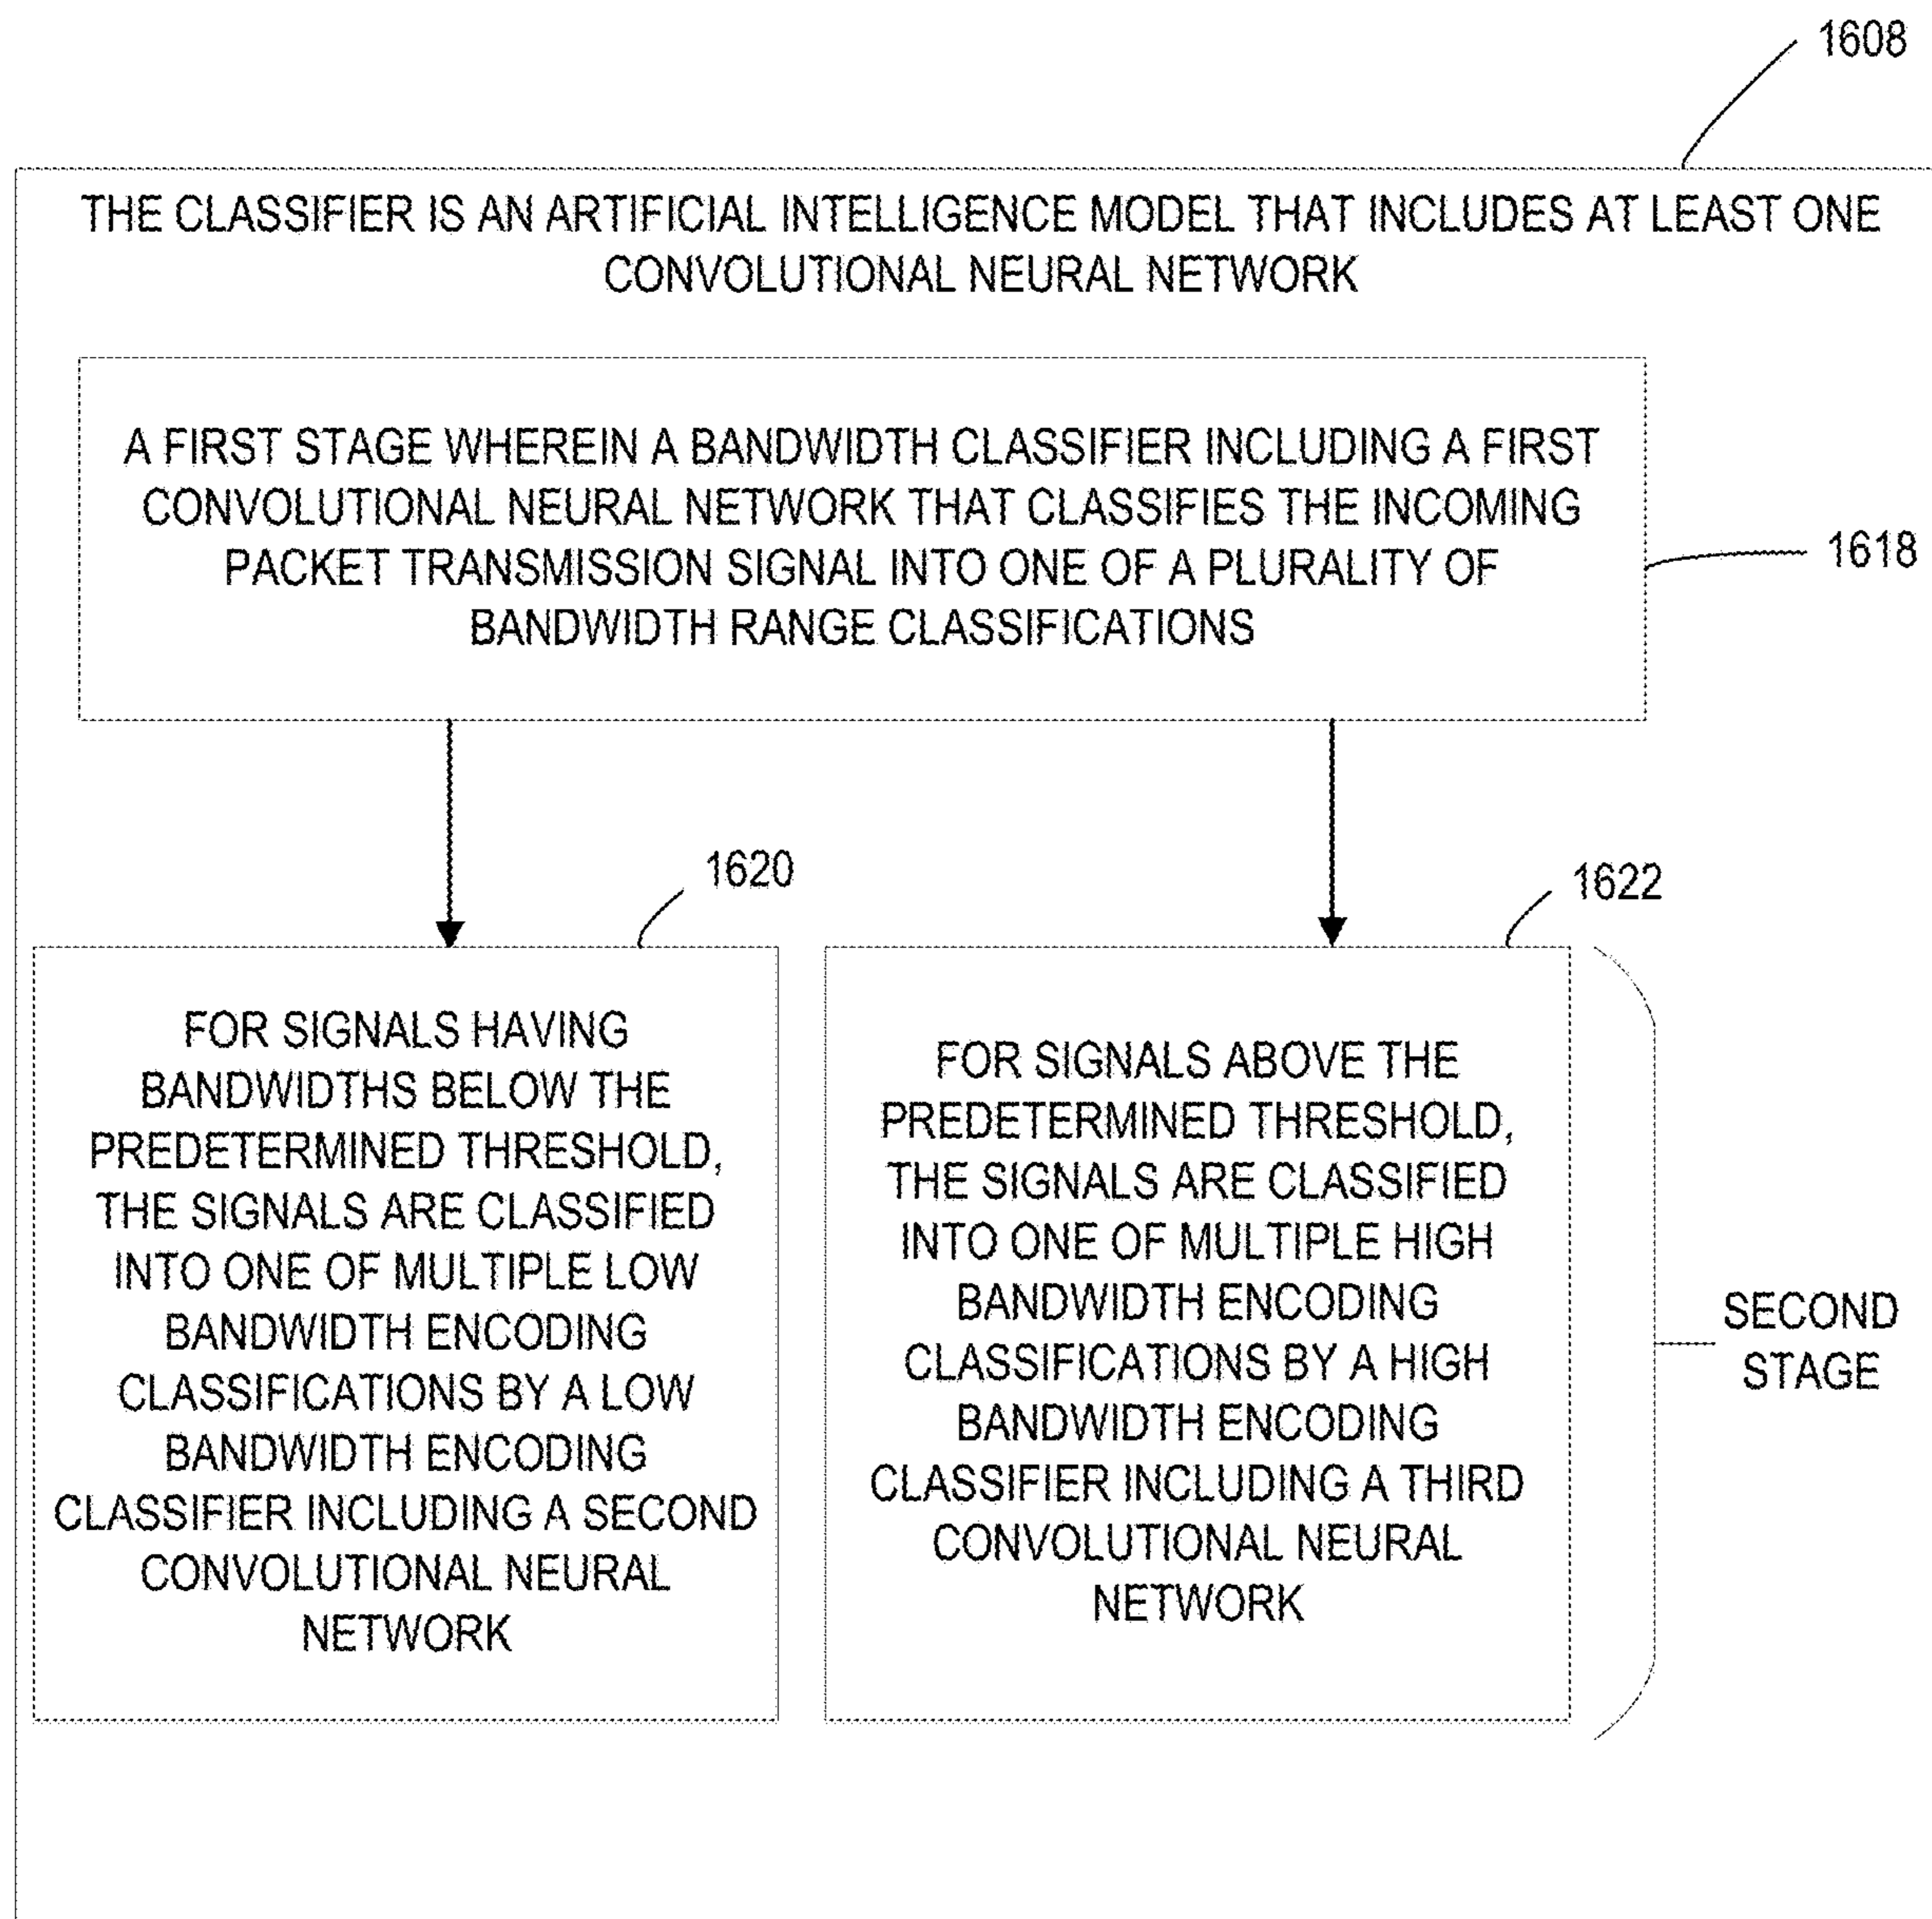 1608
THE CLASSIFIER IS AN ARTIFICIAL INTELLIGENCE MODEL THAT INCLUDES AT LEAST ONE
CONVOLUTIONAL NEURAL NETWORK
A FIRST STAGE WHEREIN A BANDWIDTH CLASSIFIER INCLUDING A FIRST
CONVOLUTIONAL NEURAL NETWORK THAT CLASSIFIES THE INCOMING
PACKET TRANSMISSION SIGNAL INTO ONE OF A PLURALITY OF
BANDWIDTH RANGE CLASSIFICATIONS
1618
1620
FOR SIGNALS HAVING
BANDWIDTHS BELOW THE
PREDETERMINED THRESHOLD,
THE SIGNALS ARE CLASSIFIED
INTO ONE OF MULTIPLE LOW
BANDWIDTH ENCODING
CLASSIFICATIONS BY A LOW
BANDWIDTH ENCODING
CLASSIFIER INCLUDING A SECOND
CONVOLUTIONAL NEURAL
NETWORK
1622
FOR SIGNALS ABOVE THE
PREDETERMINED THRESHOLD,
THE SIGNALS ARE CLASSIFIED
INTO ONE OF MULTIPLE HIGH
BANDWIDTH ENCODING
CLASSIFICATIONS BY A HIGH
BANDWIDTH ENCODING
CLASSIFIER INCLUDING A THIRD
CONVOLUTIONAL NEURAL
NETWORK
SECOND
STAGE